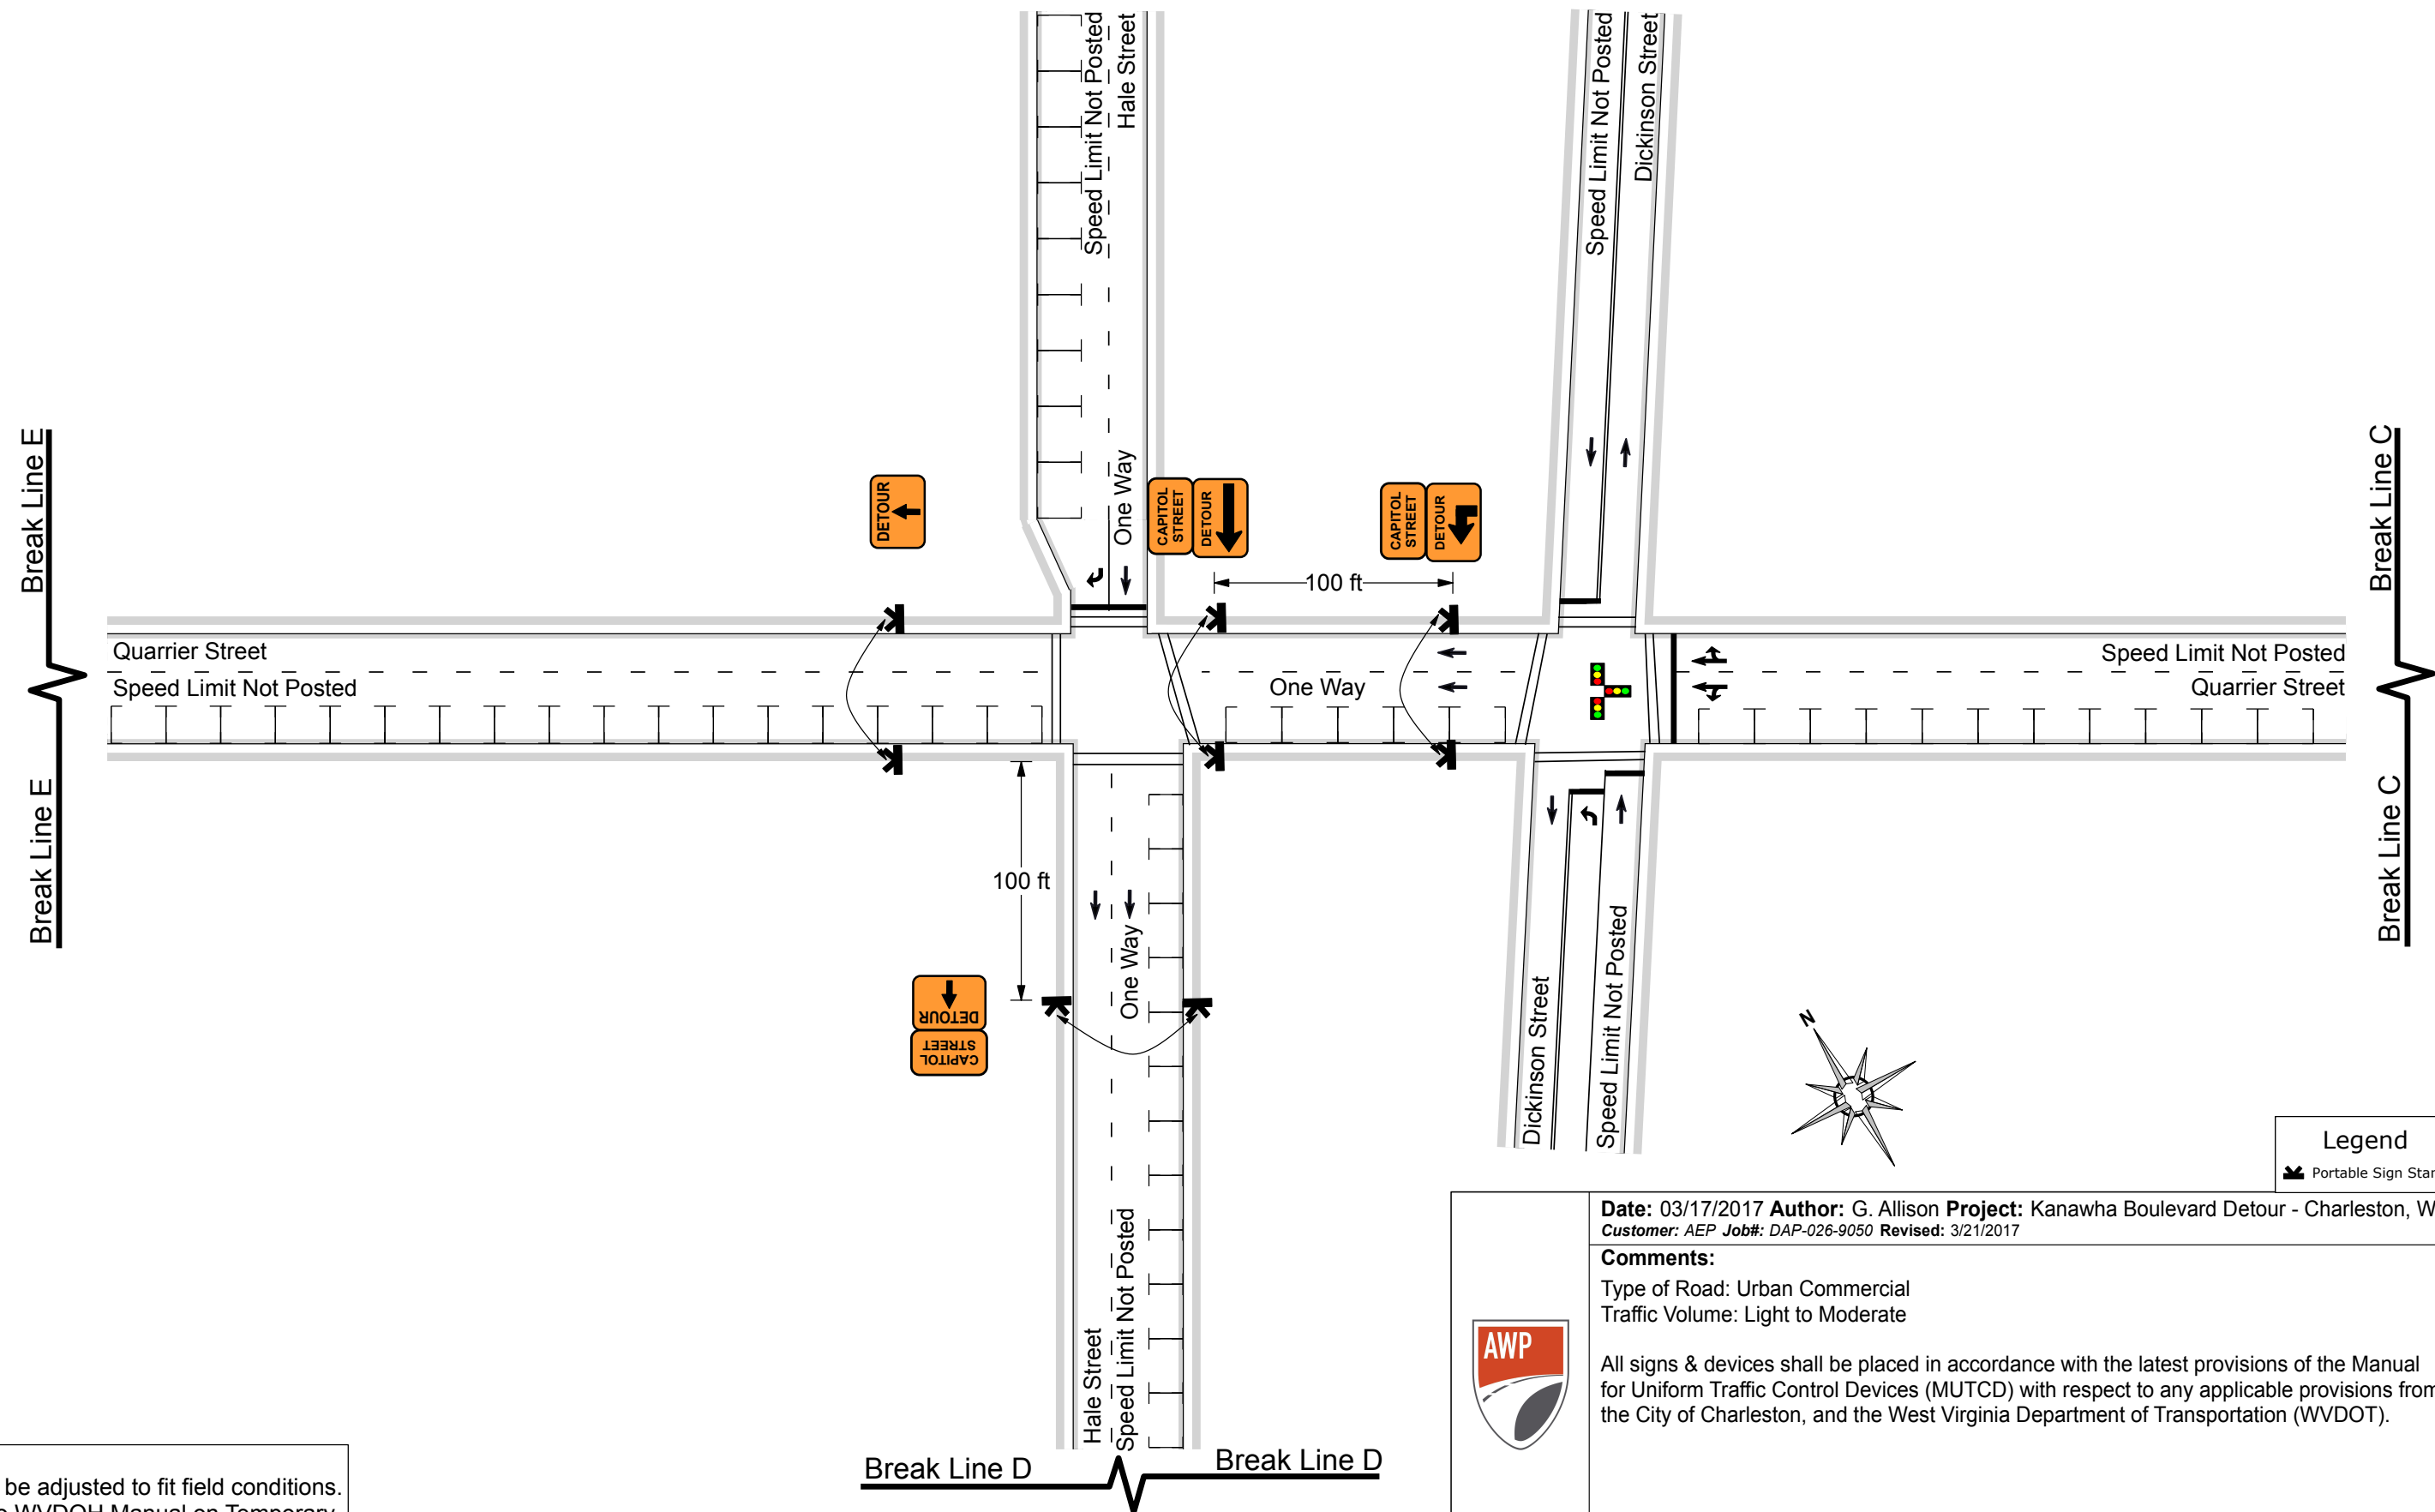 Speed Limit Not Posted
Hale Street
Speed Limit Not Posted
Dickinson Street
Break Line E
Break Line C
DETOUR
One Way
CAPITOL
STREET
DETOUR
CAPITOL
STREET
DETOUR
100 ft
Quarrier Street
Speed Limit Not Posted
One Way
Speed Limit Not Posted
Quarrier Street
Break Line E
Break Line C
100 ft
One Way
DETOUR
CAPITOL
STREET
Dickinson Street
Speed Limit Not Posted
N
Hale Street
Speed Limit Not Posted
Break Line D
Break Line D
Legend
Portable Sign Stan
Date: 03/17/2017 Author: G. Allison Project: Kanawha Boulevard Detour - Charleston, W
Customer: AEP Job#: DAP-026-9050 Revised: 3/21/2017
Comments:
Type of Road: Urban Commercial
Traffic Volume: Light to Moderate
All signs & devices shall be placed in accordance with the latest provisions of the Manual
for Uniform Traffic Control Devices (MUTCD) with respect to any applicable provisions from
the City of Charleston, and the West Virginia Department of Transportation (WVDOT).
AWP
be adjusted to fit field conditions.
WVDOH Manual on Temporary